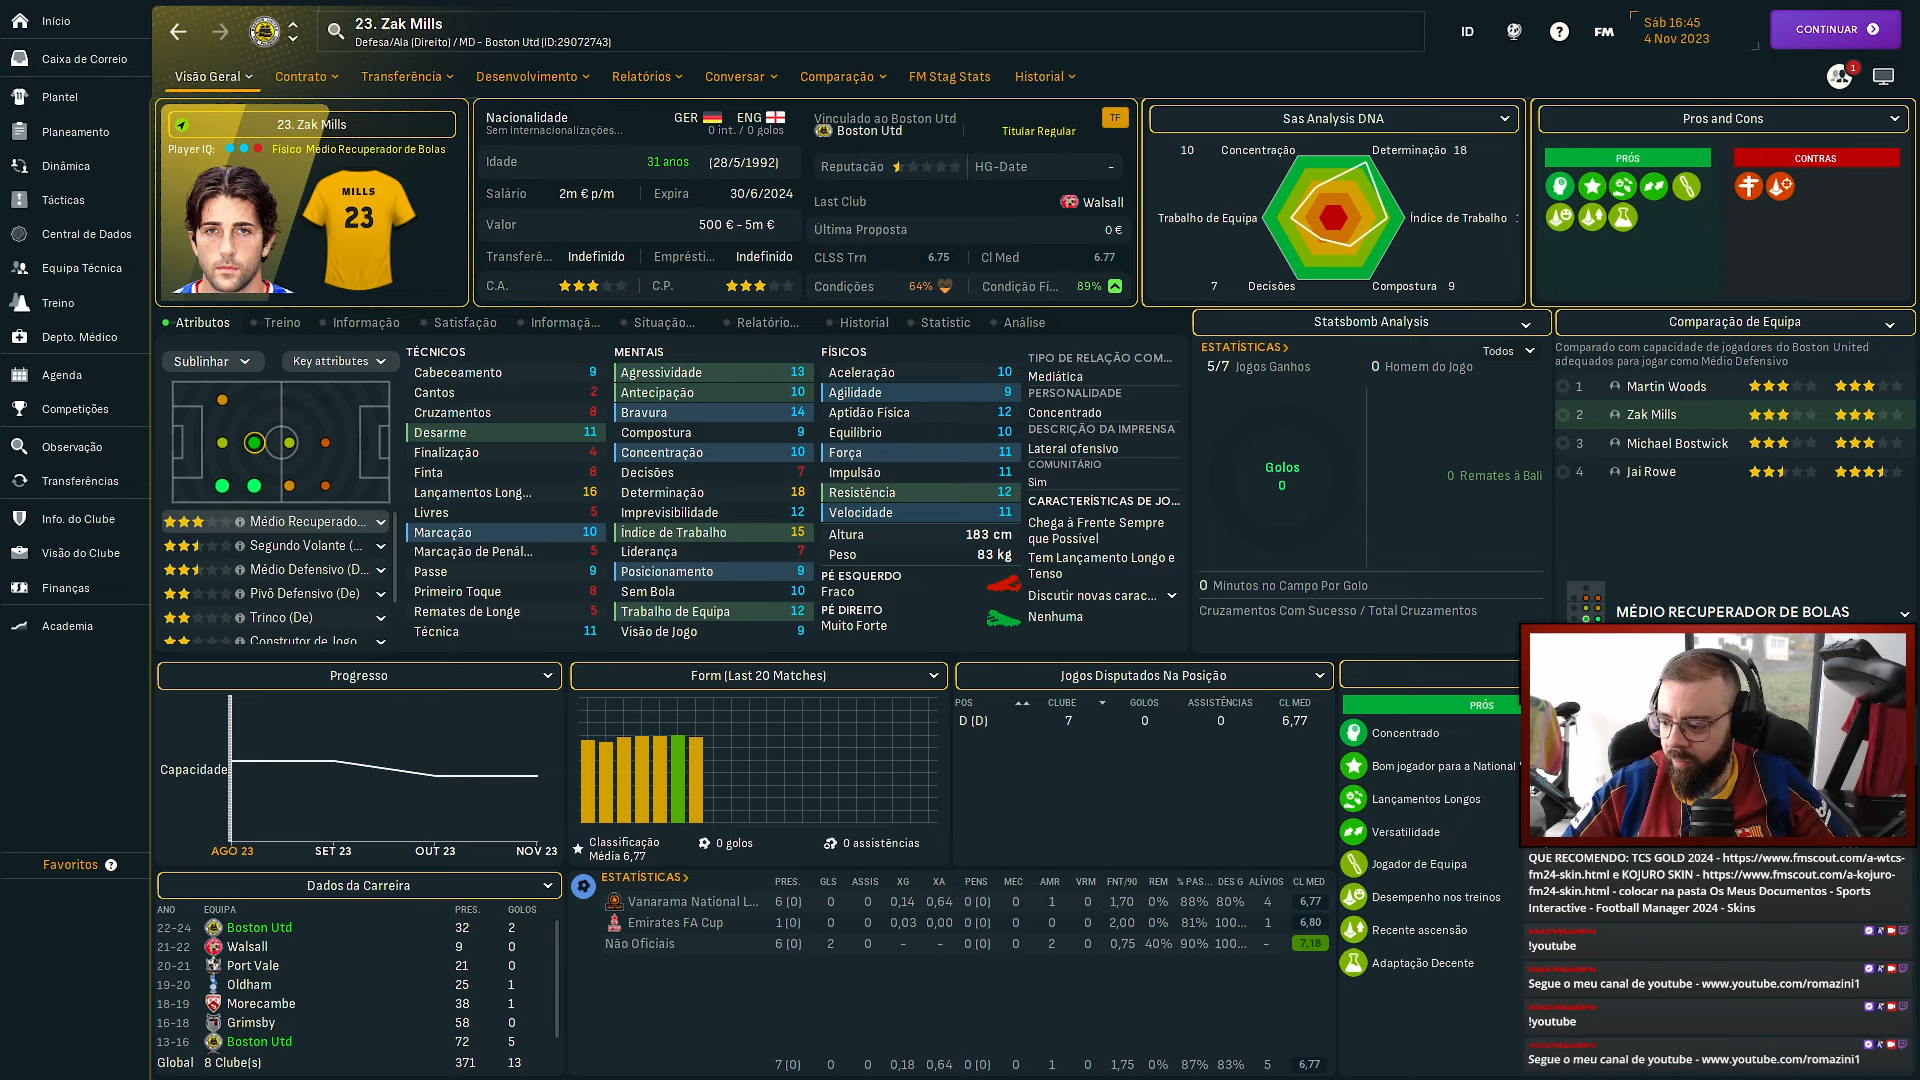 Início
Caixa de Correio
Plantel
Planeamento
Dinâmica
Tácticas
Central de Dados
Equipa Técnica
Treino
Depto. Médico
Agenda
Competições
Observação
Transferências
Info. do Clube
Visão do Clube
Finanças
Academia
Favoritos ?
23. Zak Mills
Defesa/Ala (Direito) / MD - Boston Utd (ID:29072743)
ID
FM
Sáb 16:45
4 Nov 2023
CONTINUAR
Visão Geral
Contrato
Transferência
Desenvolvimento
Relatórios
Conversar
Comparação
FM Stag Stats
Historial
1
23. Zak Mills
Player IQ: Físico Médio Recuperador de Bolas
MILLS
23
Nacionalidade GER ENG
Sem internacionalizações... 0 int. / 0 golos
Idade 31 anos (28/5/1992)
Salário 2m € p/m Expira 30/6/2024
Valor 500 € - 5m €
Transferê... Indefinido Emprésti... Indefinido
C.A. C.P.
Vinculado ao Boston Utd
Boston Utd Titular Regular TF
Reputação HG-Date -
Last Club Walsall
Última Proposta 0 €
CLSS Trn 6.75 Cl Med 6.77
Condições 64% Condição Fí... 89%
Sas Analysis DNA
10 Concentração Determinação 18
Trabalho de Equipa Índice de Trabalho
7 Decisões Compostura 9
Pros and Cons
PRÓS CONTRAS
Atributos Treino Informação Satisfação Informaçã... Situação... Relatório... Historial Statistic Análise
Sublinhar Key attributes
Médio Recuperado...
Segundo Volante (...
Médio Defensivo (D...
Pivô Defensivo (De)
Trinco (De)
Construtor de Jogo
TÉCNICOS
Cabeceamento 9
Cantos 2
Cruzamentos 8
Desarme 11
Finalização 4
Finta 8
Lançamentos Long... 16
Livres 5
Marcação 10
Marcação de Penál... 5
Passe 9
Primeiro Toque 8
Remates de Longe 5
Técnica 11
MENTAIS
Agressividade 13
Antecipação 10
Bravura 14
Compostura 9
Concentração 10
Decisões 7
Determinação 18
Imprevisibilidade 12
Índice de Trabalho 15
Liderança 7
Posicionamento 9
Sem Bola 10
Trabalho de Equipa 12
Visão de Jogo 9
FÍSICOS
Aceleração 10
Agilidade 9
Aptidão Física 12
Equilíbrio 10
Força 11
Impulsão 11
Resistência 12
Velocidade 11
Altura 183 cm
Peso 83 kg
PÉ ESQUERDO
Fraco
PÉ DIREITO
Muito Forte
TIPO DE RELAÇÃO COM...
Mediática
PERSONALIDADE
Concentrado
DESCRIÇÃO DA IMPRENSA
Lateral ofensivo
COMUNITÁRIO
Sim
CARACTERÍSTICAS DE JO...
Chega à Frente Sempre
que Possível
Tem Lançamento Longo e
Tenso
Discutir novas carac...
Nenhuma
Statsbomb Analysis
ESTATÍSTICAS Todos
5/7 Jogos Ganhos 0 Homem do Jogo
Golos
0
0 Remates à Bali
0 Minutos no Campo Por Golo
Cruzamentos Com Sucesso / Total Cruzamentos
Comparação de Equipa
Comparado com capacidade de jogadores do Boston United
adequados para jogar como Médio Defensivo
1 Martin Woods
2 Zak Mills
3 Michael Bostwick
4 Jai Rowe
MÉDIO RECUPERADOR DE BOLAS
Progresso
Capacidade
AGO 23 SET 23 OUT 23 NOV 23
Form (Last 20 Matches)
Classificação
Média 6,77
0 golos
0 assistências
Jogos Disputados Na Posição
POS CLUBE GOLOS ASSISTÊNCIAS CL MED
D (D) 7 0 0 6,77
PRÓS
Concentrado
Bom jogador para a National
Lançamentos Longos
Versatilidade
Jogador de Equipa
Desempenho nos treinos
Recente ascensão
Adaptação Decente
Dados da Carreira
ANO EQUIPA PRES. GOLOS
22-24 Boston Utd 32 2
21-22 Walsall 9 0
20-21 Port Vale 21 0
19-20 Oldham 25 1
18-19 Morecambe 38 1
16-18 Grimsby 58 0
13-16 Boston Utd 72 5
Global 8 Clube(s) 371 13
ESTATÍSTICAS PRES. GLS ASSIS XG XA PENS MEC AMR VRM FNT/90 REM % PAS... DES G ALÍVIOS CL MED
Vanarama National L... 6 (0) 0 0 0,14 0,64 0 (0) 0 1 0 1,70 0% 88% 80% 4 6,77
Emirates FA Cup 1 (0) 0 0 0,03 0,00 0 (0) 0 0 0 2,00 0% 81% 100... 1 6,80
Não Oficiais 6 (0) 2 0 - - 0 (0) 0 2 0 0,75 40% 90% 100... - 7,18
7 (0) 0 0 0,18 0,64 0 (0) 0 1 0 1,75 0% 87% 83% 5 6,77
QUE RECOMENDO: TCS GOLD 2024 - https://www.fmscout.com/a-wtcs-
fm24-skin.html e KOJURO SKIN - https://www.fmscout.com/a-kojuro-
fm24-skin.html - colocar na pasta Os Meus Documentos - Sports
Interactive - Football Manager 2024 - Skins
!youtube
Segue o meu canal de youtube - www.youtube.com/romazini1
!youtube
Segue o meu canal de youtube - www.youtube.com/romazini1